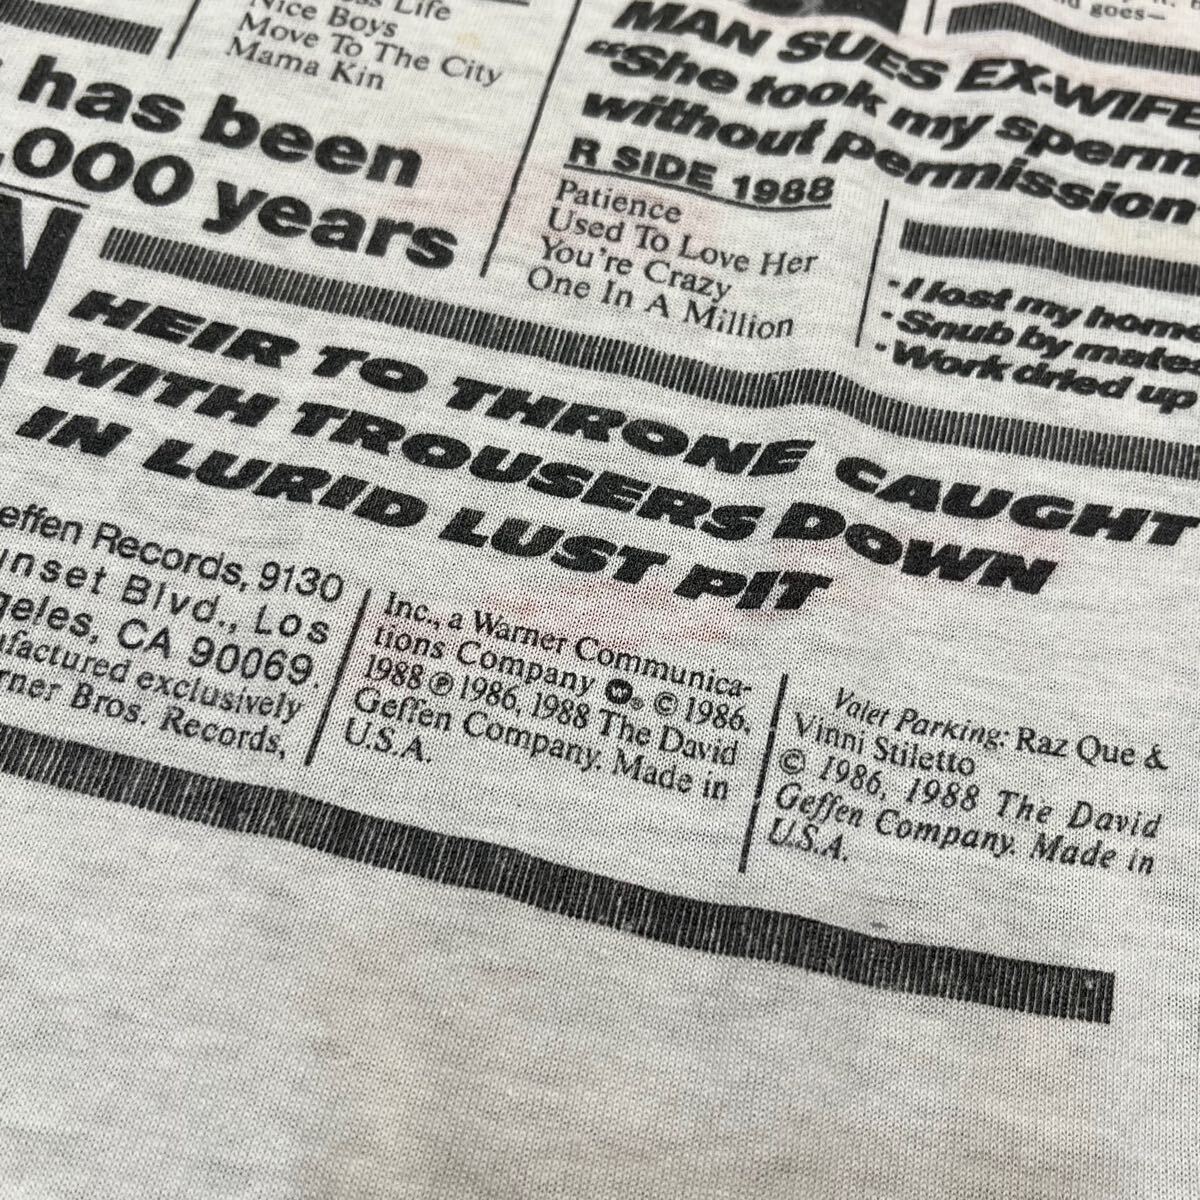 Life
Nice Boys
Move To The City
Mama Kin
has been
,000 years
goes—
MAN SUES EX-WIFE
"She took my sperm
without permission
R SIDE 1988
Patience
Used To Love Her
You're Crazy
One In A Million
·I lost my home
·Snub by mates
·Work dried up
HEIR TO THRONE CAUGHT
WITH TROUSERS DOWN
IN LURID LUST PIT
effen Records, 9130
unset Blvd., Los
geles, CA 90069.
ufactured exclusively
rner Bros. Records,
Inc., a Warner Communica-
tions Company W ® © 1986,
1988 ℗ 1986, 1988 The David
Geffen Company. Made in
U.S.A.
Valet Parking: Raz Que &
Vinni Stiletto
© 1986, 1988 The David
Geffen Company. Made in
U.S.A.